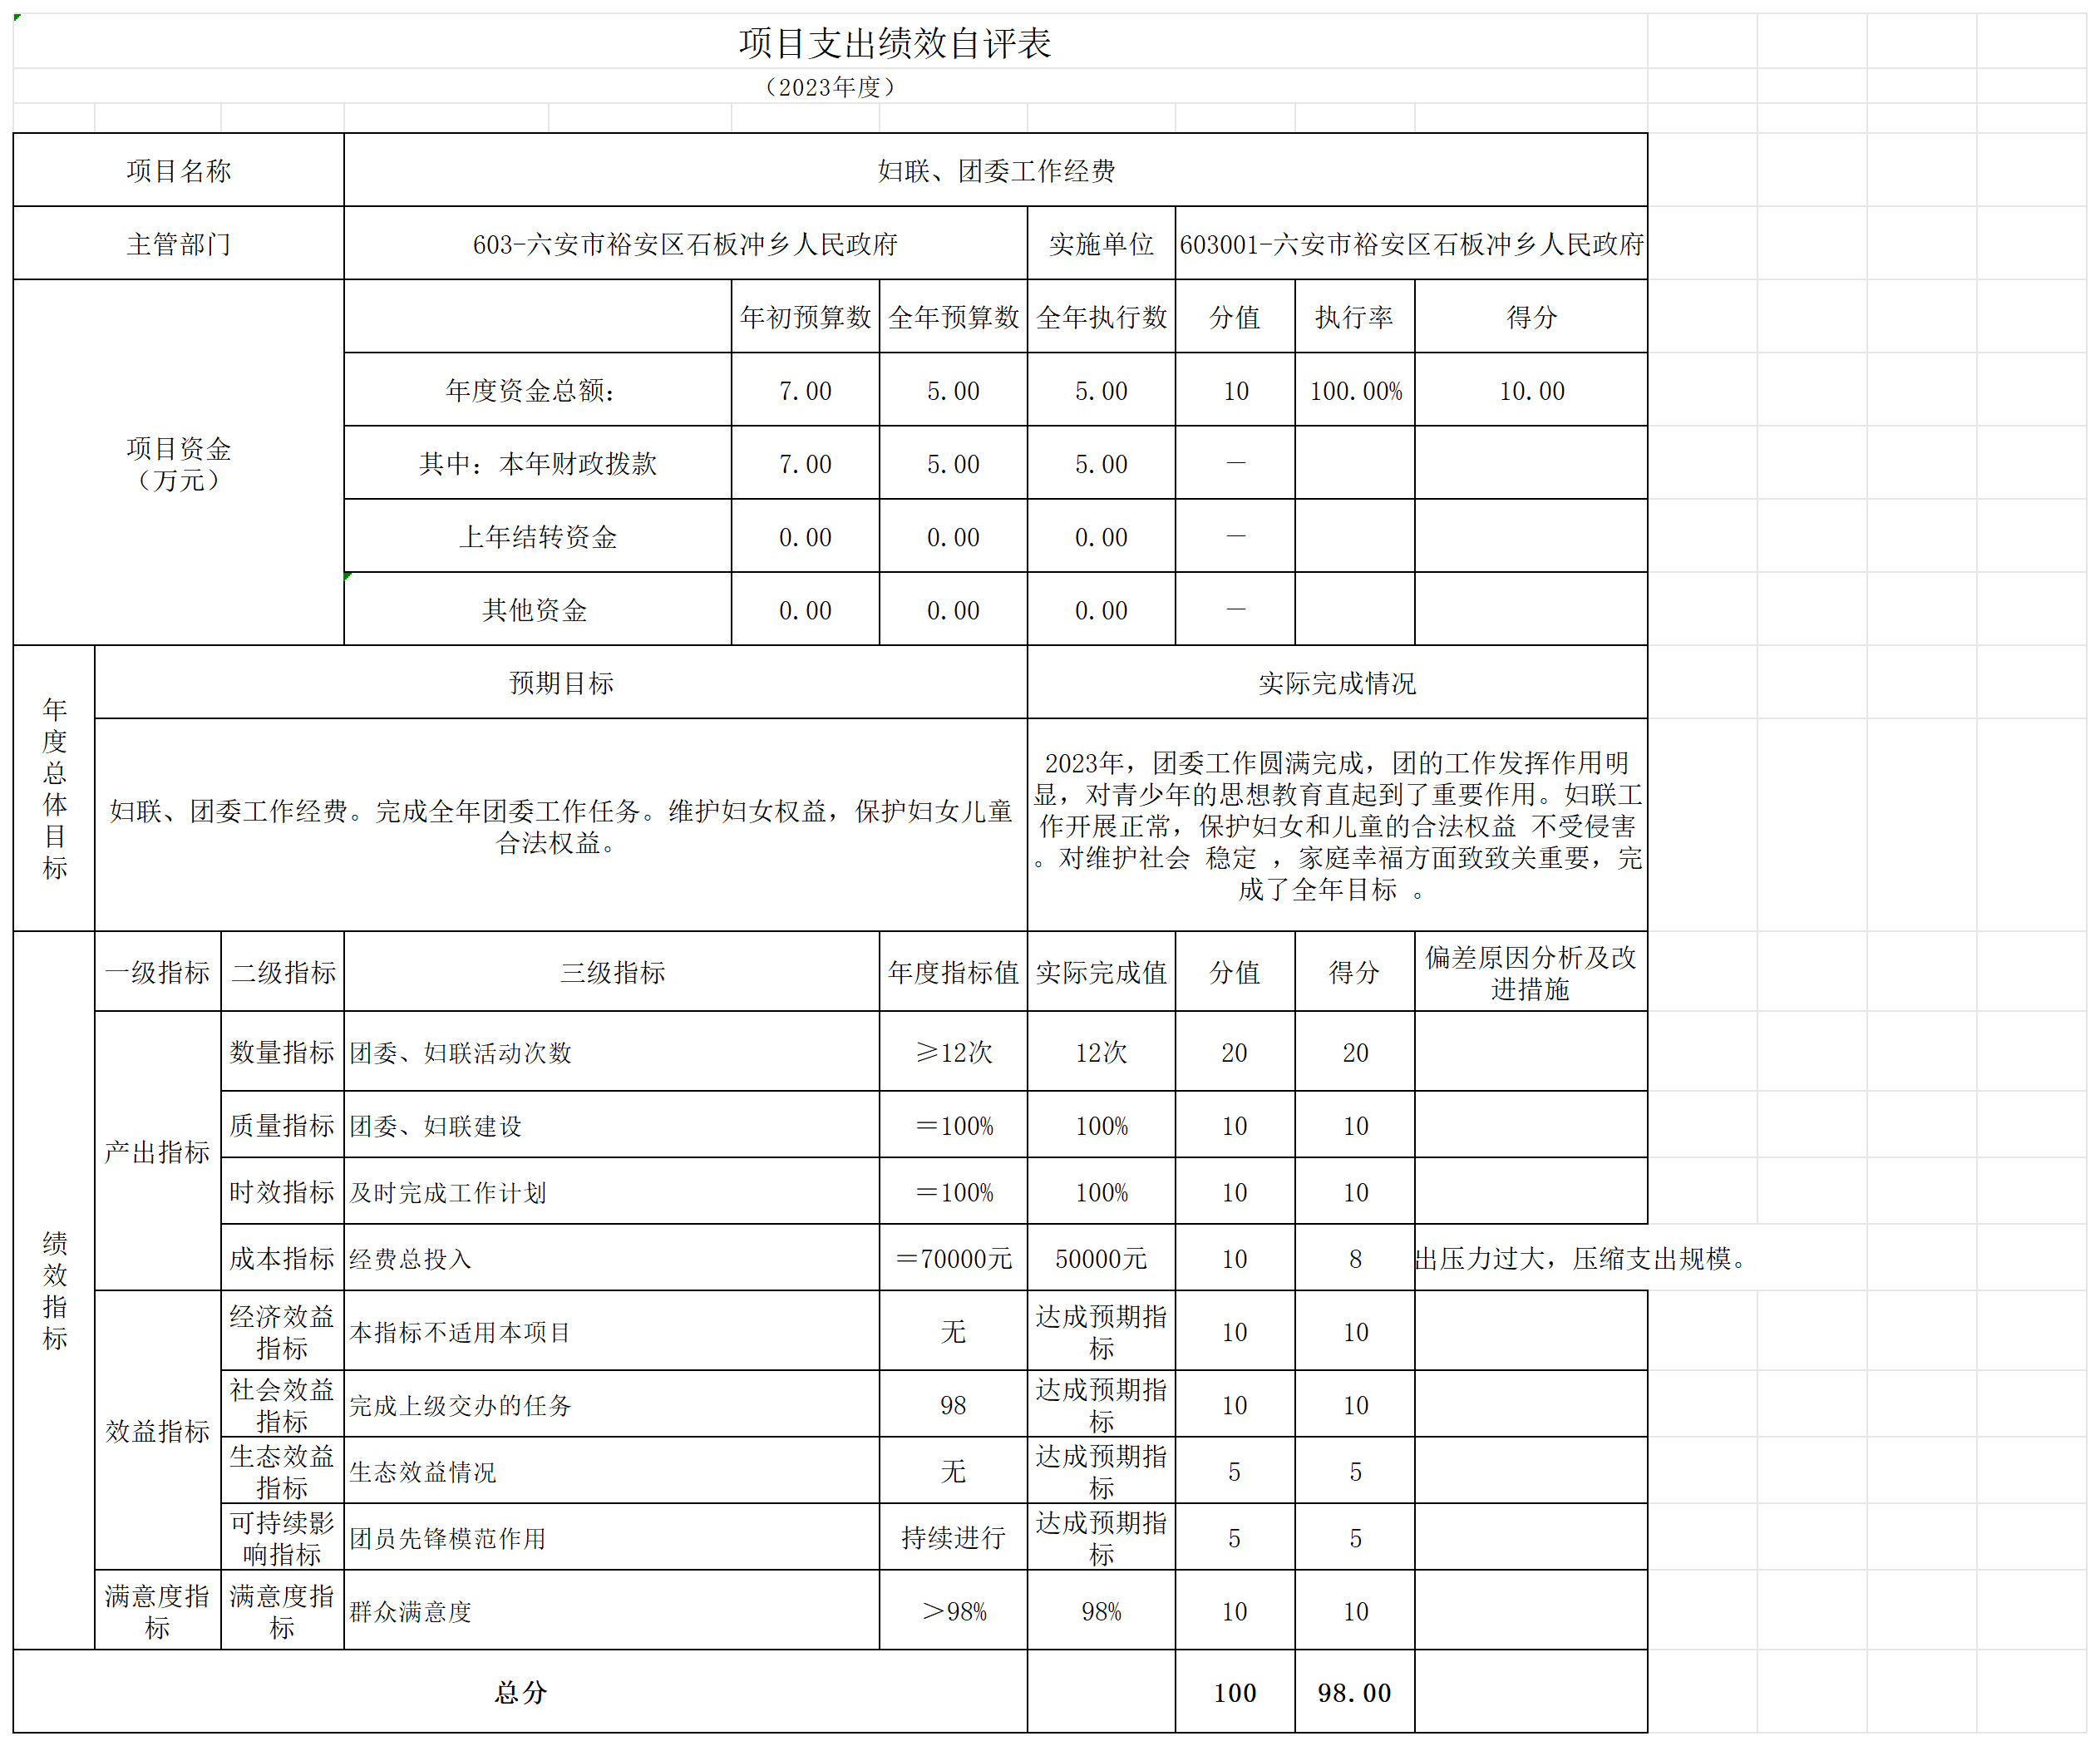 项目支出绩效自评表
（2023年度）
项目名称
妇联、团委工作经费
主管部门
603-六安市裕安区石板冲乡人民政府
实施单位
603001-六安市裕安区石板冲乡人民政府
项目资金
（万元）
年初预算数
全年预算数
全年执行数
分值
执行率
得分
年度资金总额：
7.00
5.00
5.00
10
100.00%
10.00
其中：本年财政拨款
7.00
5.00
5.00
－
上年结转资金
0.00
0.00
0.00
－
其他资金
0.00
0.00
0.00
－
年度总体目标
预期目标
实际完成情况
妇联、团委工作经费。完成全年团委工作任务。维护妇女权益，保护妇女儿童
合法权益。
2023年，团委工作圆满完成，团的工作发挥作用明
显，对青少年的思想教育直起到了重要作用。妇联工
作开展正常，保护妇女和儿童的合法权益 不受侵害
。对维护社会 稳定 ，家庭幸福方面致致关重要，完
成了全年目标 。
绩效指标
一级指标
二级指标
三级指标
年度指标值
实际完成值
分值
得分
偏差原因分析及改
进措施
产出指标
数量指标
团委、妇联活动次数
≥12次
12次
20
20
质量指标
团委、妇联建设
＝100%
100%
10
10
时效指标
及时完成工作计划
＝100%
100%
10
10
成本指标
经费总投入
＝70000元
50000元
10
8
出压力过大，压缩支出规模。
效益指标
经济效益
指标
本指标不适用本项目
无
达成预期指
标
10
10
社会效益
指标
完成上级交办的任务
98
达成预期指
标
10
10
生态效益
指标
生态效益情况
无
达成预期指
标
5
5
可持续影
响指标
团员先锋模范作用
持续进行
达成预期指
标
5
5
满意度指
标
满意度指
标
群众满意度
＞98%
98%
10
10
总分
100
98.00